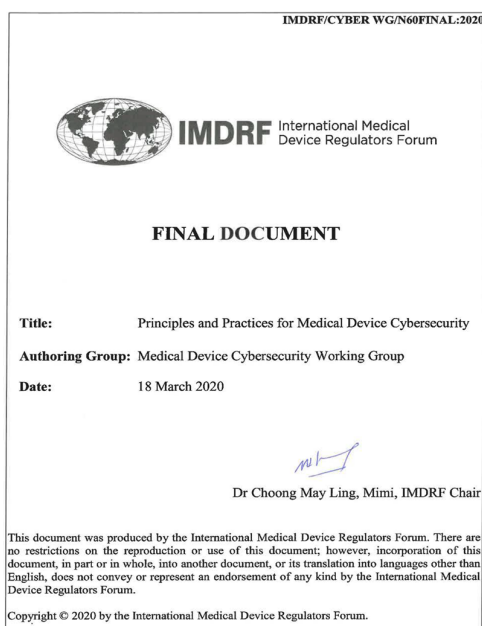 IMDRF/CYBER WG/N60FINAL:2020
IMDRF International Medical
Device Regulators Forum
FINAL DOCUMENT
Title: Principles and Practices for Medical Device Cybersecurity
Authoring Group: Medical Device Cybersecurity Working Group
Date: 18 March 2020
Dr Choong May Ling, Mimi, IMDRF Chair
This document was produced by the International Medical Device Regulators Forum. There are
no restrictions on the reproduction or use of this document; however, incorporation of this
document, in part or in whole, into another document, or its translation into languages other than
English, does not convey or represent an endorsement of any kind by the International Medical
Device Regulators Forum.
Copyright © 2020 by the International Medical Device Regulators Forum.